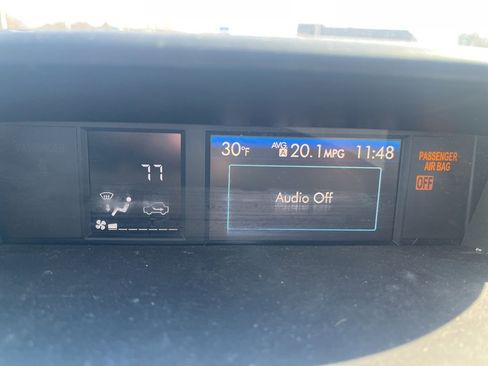 77
30°F AVG A 20.1 MPG 11:48
Audio Off
PASSENGER
AIR BAG
OFF